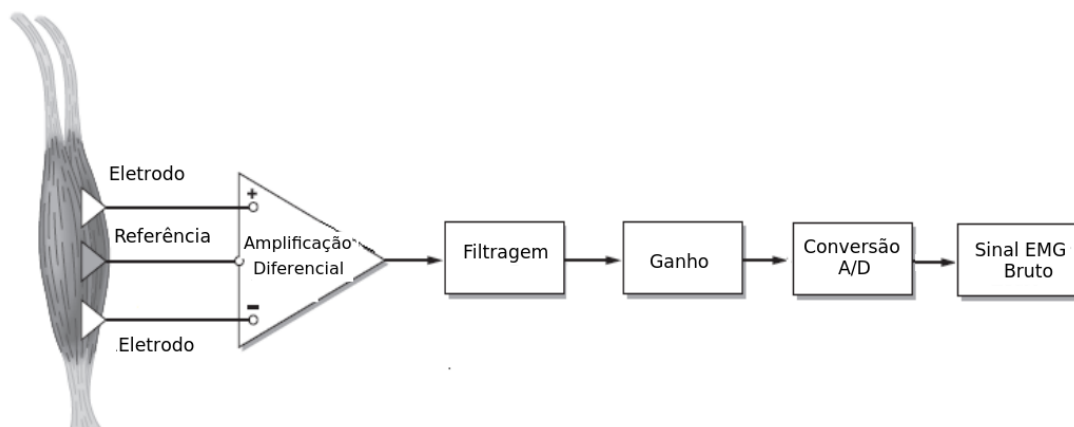 Eletrodo
+
Referência
Amplificação
Diferencial
-
Eletrodo
Filtragem
Ganho
Conversão
A/D
Sinal EMG
Bruto